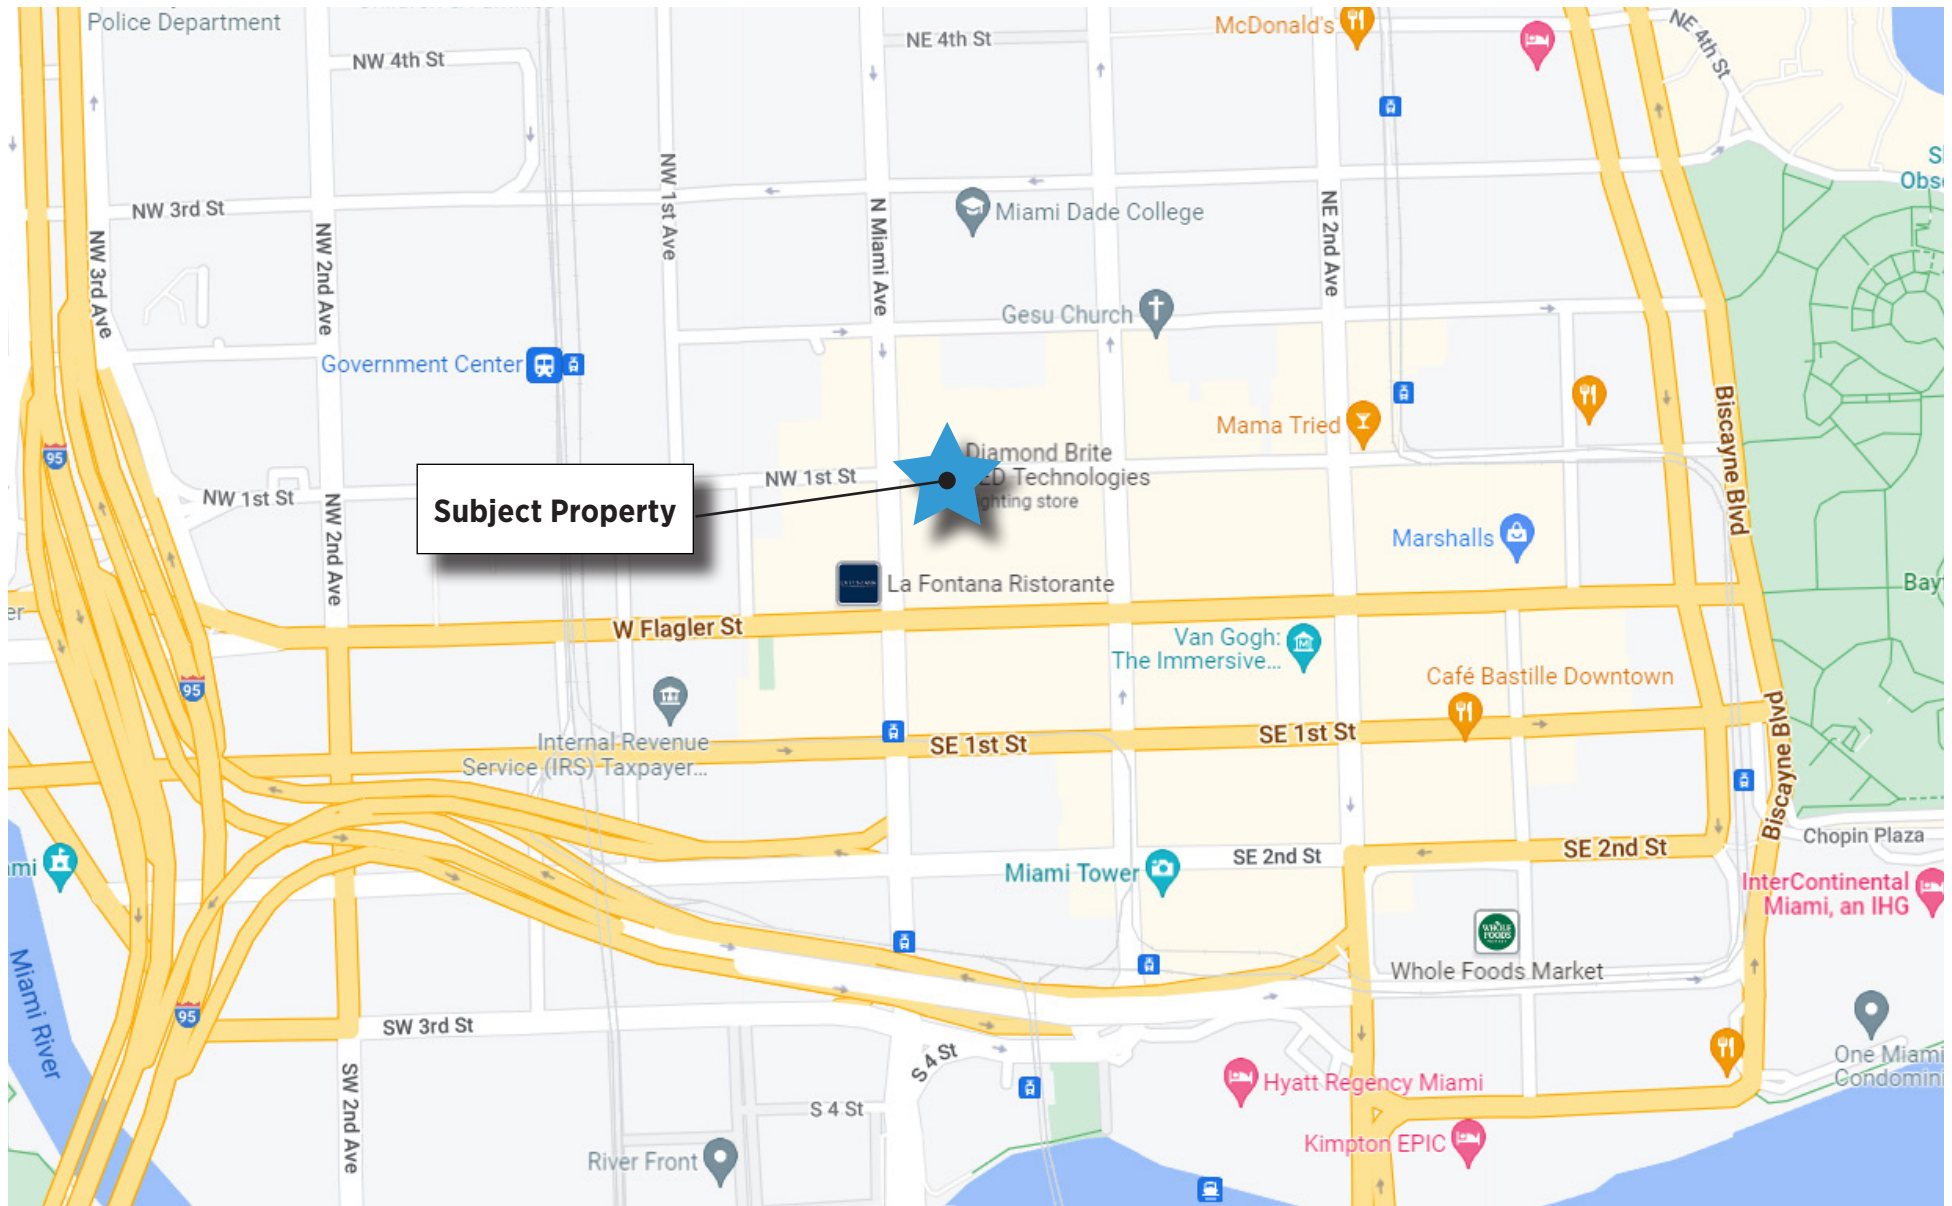 Police Department
NW 4th St
NE 4th St
McDonald's
NE 4th St
NW 3rd St
NW 3rd Ave
NW 2nd Ave
NW 1st Ave
N Miami Ave
Miami Dade College
NE 2nd Ave
Gesu Church
Government Center
Mama Tried
Biscayne Blvd
95
Diamond Brite
ED Technologies
ghting store
NW 1st St
NW 1st St
Subject Property
NW 2nd Ave
Marshalls
La Fontana Ristorante
Bay
er
W Flagler St
Van Gogh:
The Immersive...
Café Bastille Downtown
95
Internal Revenue
Service (IRS) Taxpayer...
SE 1st St
SE 1st St
Biscayne Blvd
Chopin Plaza
SE 2nd St
SE 2nd St
ami
Miami Tower
InterContinental
Miami, an IHG
WHOLE
FOODS
Whole Foods Market
Miami River
95
SW 3rd St
S 4 St
SW 2nd Ave
One Miami
Condomini
Hyatt Regency Miami
S 4 St
Kimpton EPIC
River Front